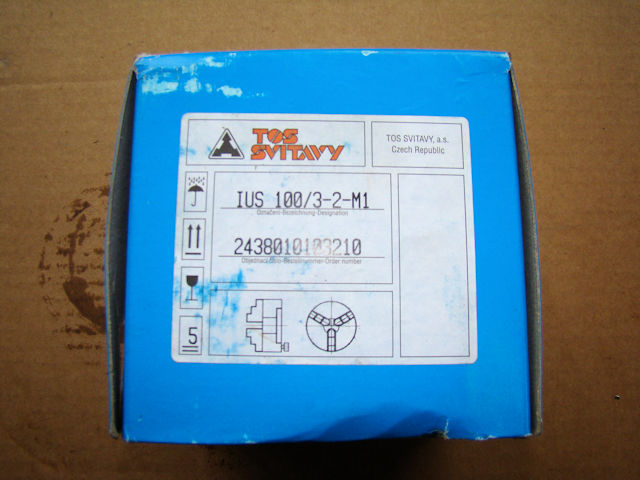 TOS
SVITAVY
TOS SVITAVY, a.s.
Czech Republic
IUS 100/3-2-M1
Označení-Bezeichnung-Designation
2438010103210
Objednací číslo-Bestellnummer-Order number
5